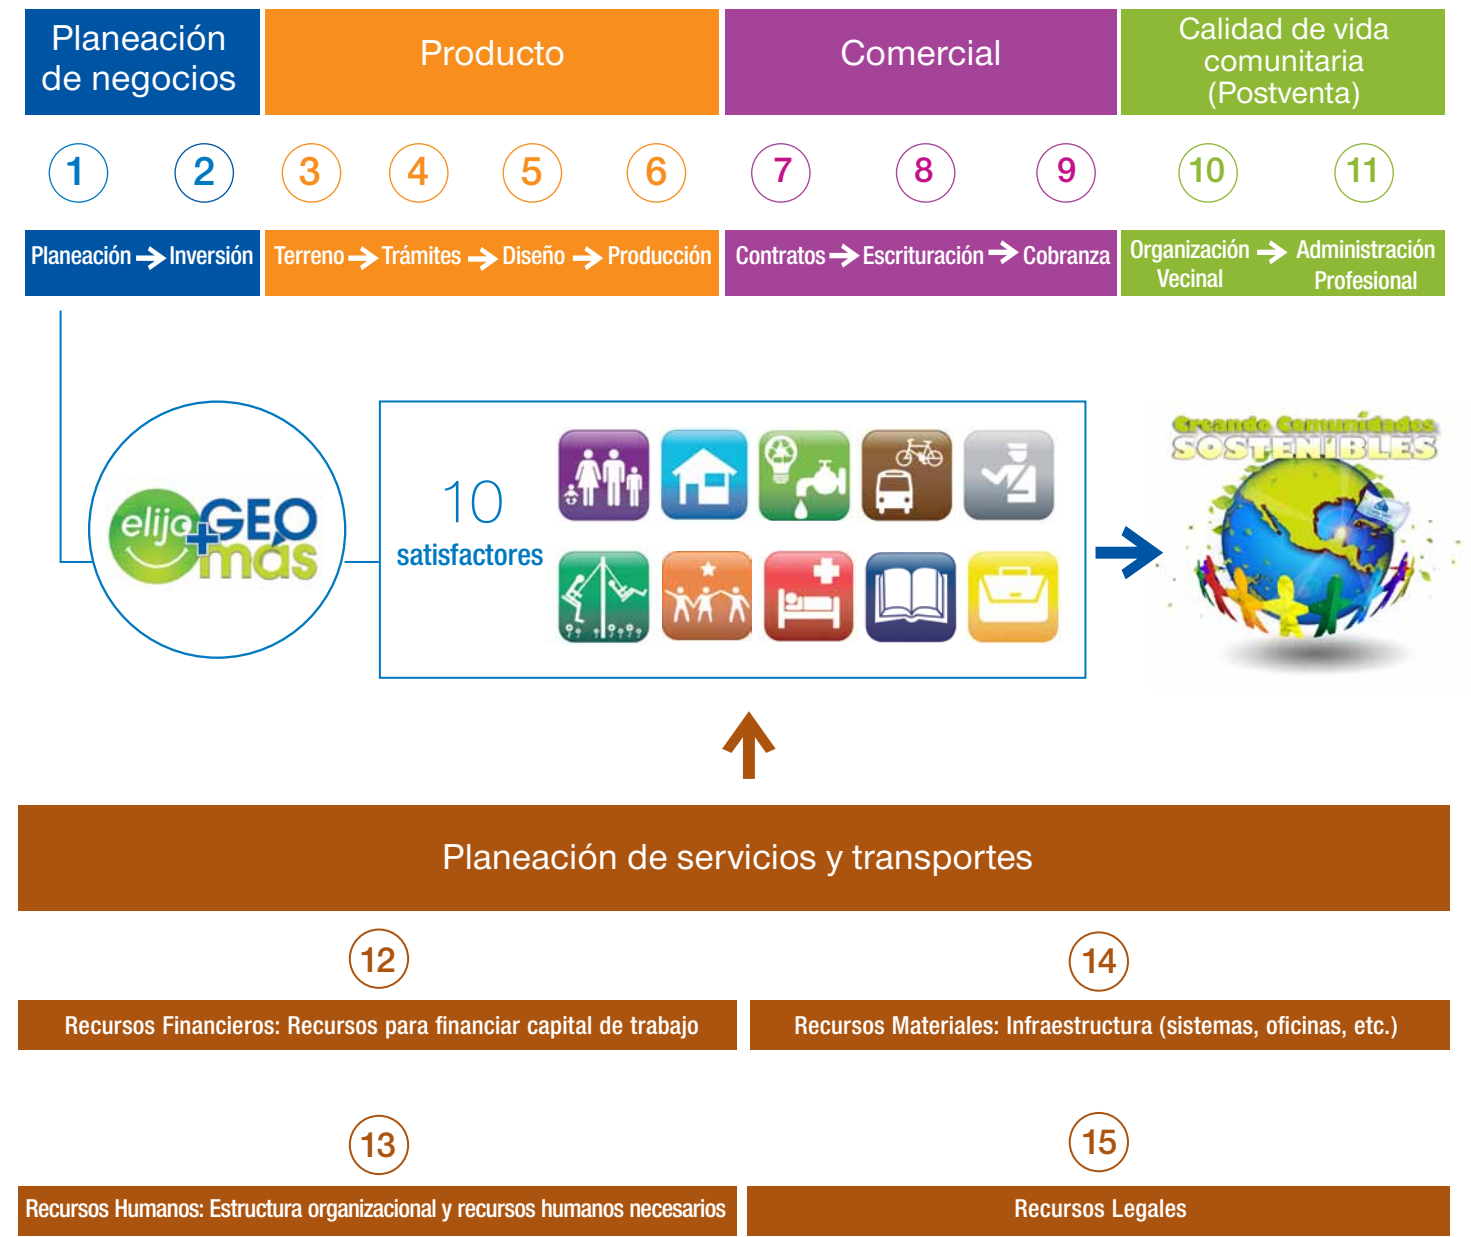 Planeación
de negocios
Producto
Comercial
Calidad de vida
comunitaria
(Postventa)
1
2
3
4
5
6
7
8
9
10
11
Planeación
Inversión
Terreno
Trámites
Diseño
Producción
Contratos
Escrituración
Cobranza
Organización
Vecinal
Administración
Profesional
elijo GEO
+más
10
satisfactores
Creando Comunidades
SOSTENIBLES
Planeación de servicios y transportes
12
14
Recursos Financieros: Recursos para financiar capital de trabajo
Recursos Materiales: Infraestructura (sistemas, oficinas, etc.)
13
15
Recursos Humanos: Estructura organizacional y recursos humanos necesarios
Recursos Legales